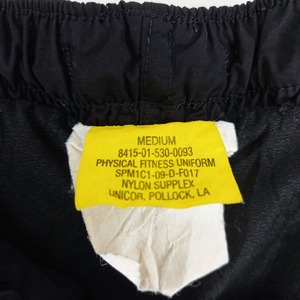 MEDIUM
8415-01-530-0093
PHYSICAL FITNESS UNIFORM
SPM1C1-09-D-F017
NYLON SUPPLEX
UNICOR, POLLOCK, LA